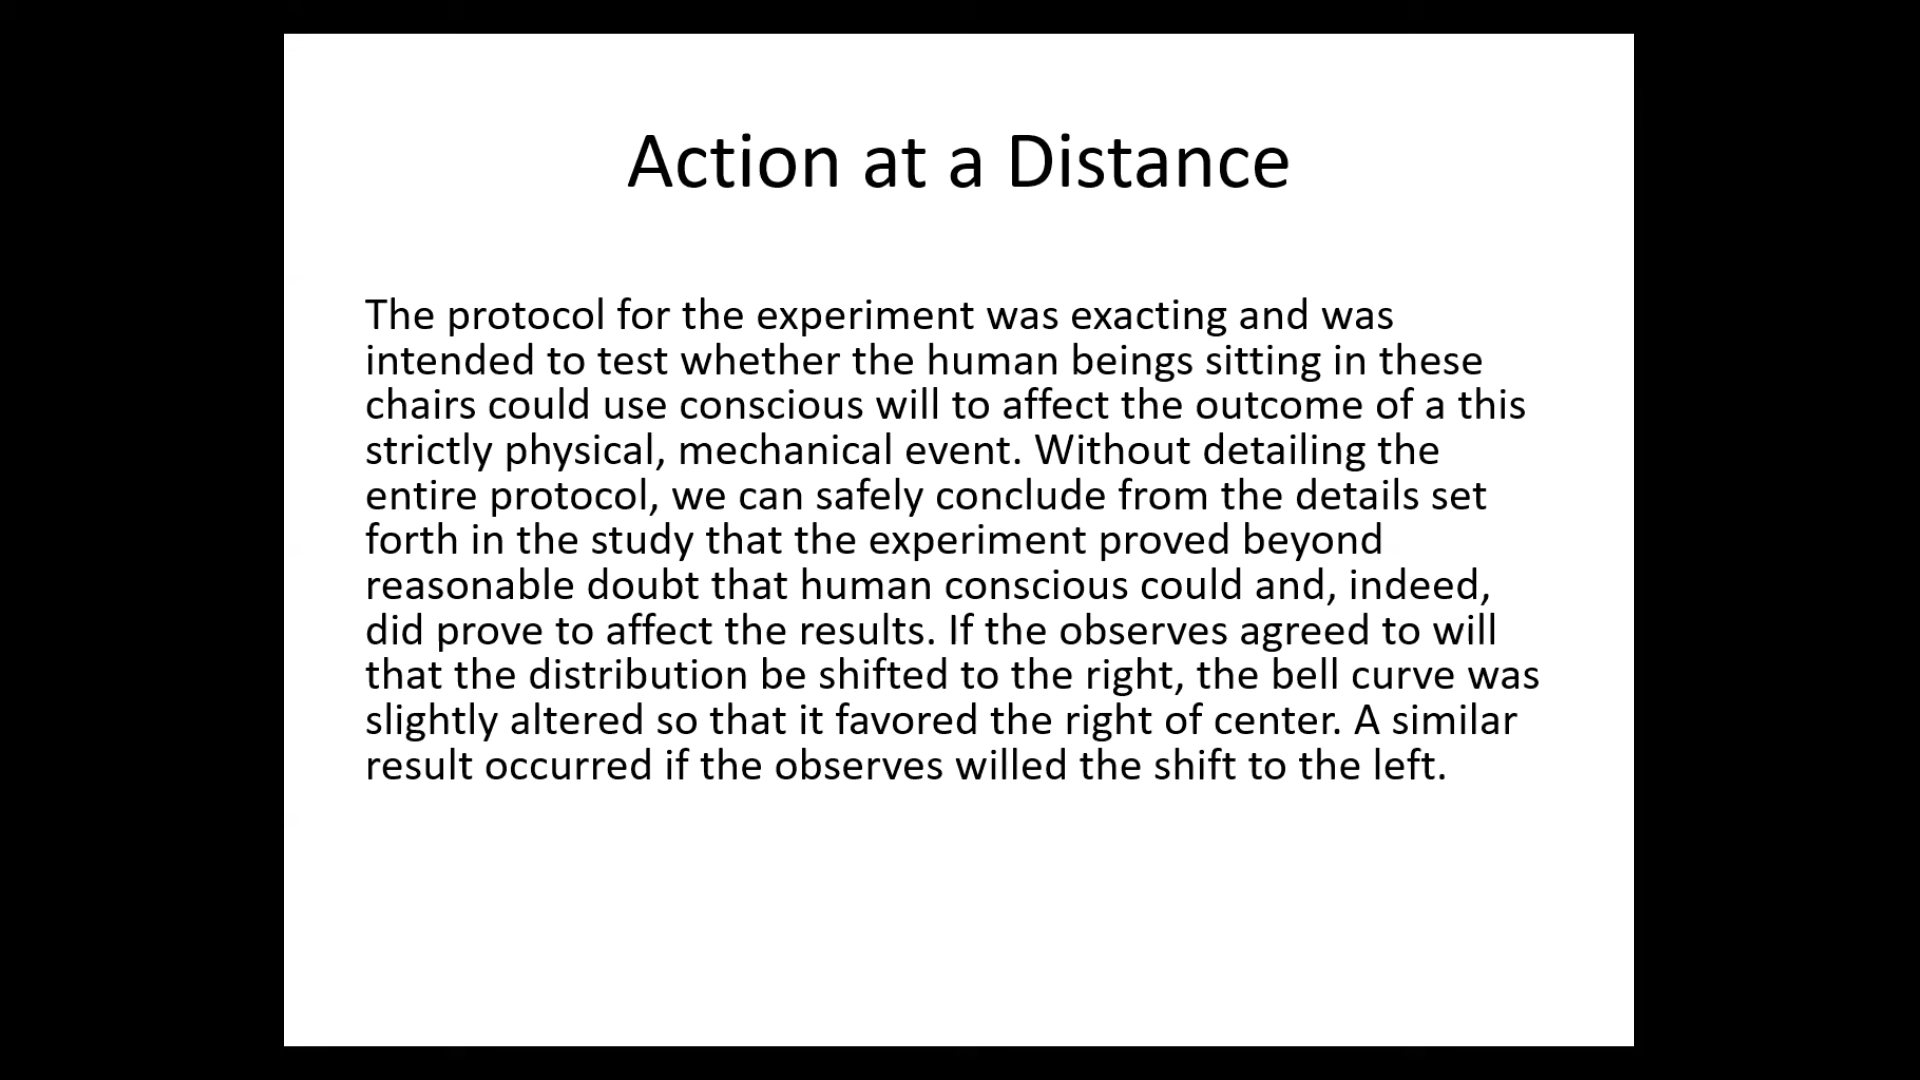 Action at a Distance
The protocol for the experiment was exacting and was
intended to test whether the human beings sitting in these
chairs could use conscious will to affect the outcome of a this
strictly physical, mechanical event. Without detailing the
entire protocol, we can safely conclude from the details set
forth in the study that the experiment proved beyond
reasonable doubt that human conscious could and, indeed,
did prove to affect the results. If the observes agreed to will
that the distribution be shifted to the right, the bell curve was
slightly altered so that it favored the right of center. A similar
result occurred if the observes willed the shift to the left.